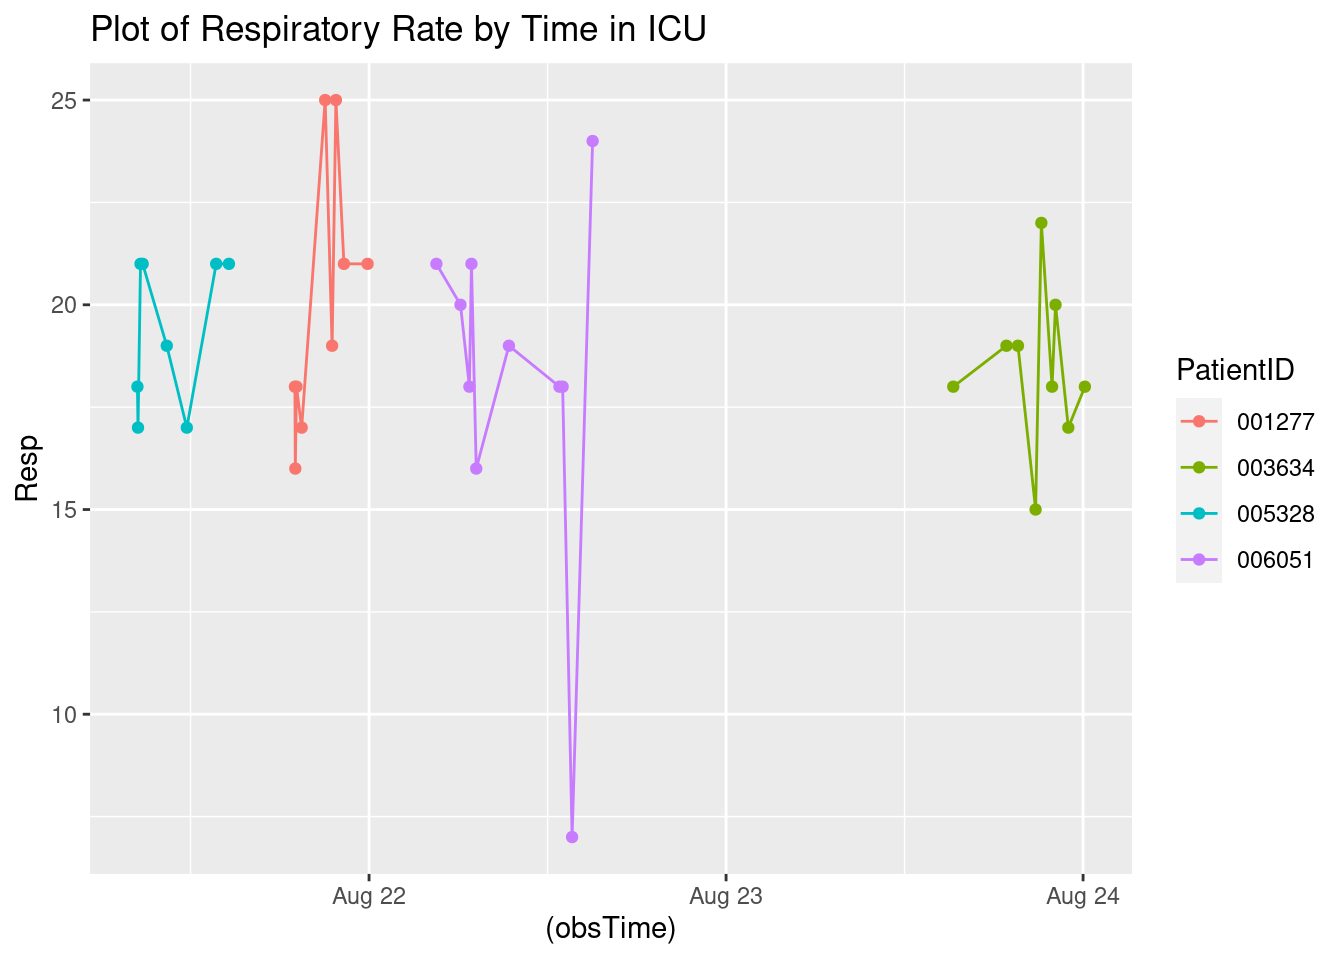 Plot of Respiratory Rate by Time in ICU
25
20
15
10
Resp
Aug 22
Aug 23
Aug 24
(obsTime)
PatientID
001277
003634
005328
006051